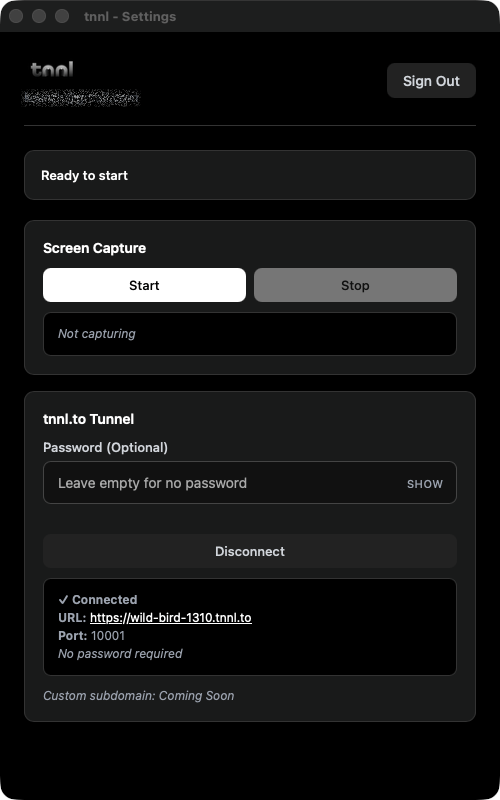 tnnl - Settings
tnnl
Sign Out
Ready to start
Screen Capture
Start
Stop
Not capturing
tnnl.to Tunnel
Password (Optional)
Leave empty for no password
SHOW
Disconnect
✓ Connected
URL: https://wild-bird-1310.tnnl.to
Port: 10001
No password required
Custom subdomain: Coming Soon